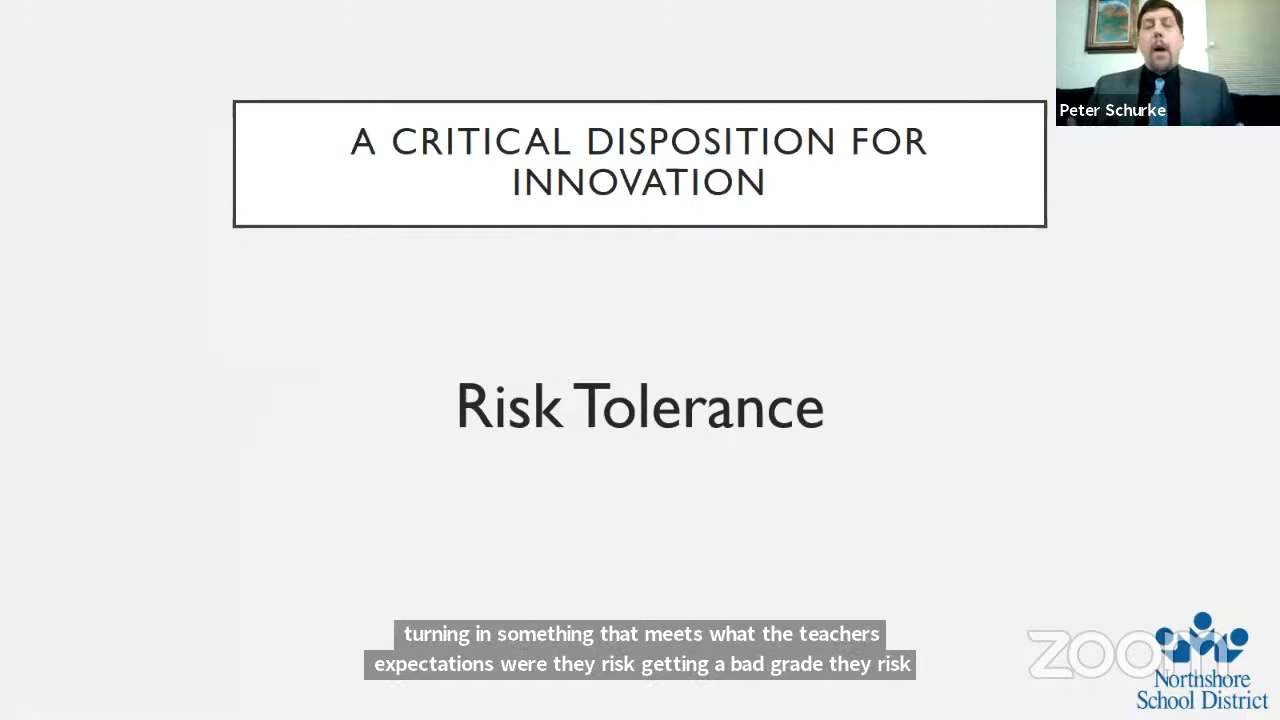 Peter Schurke
A CRITICAL DISPOSITION FOR
INNOVATION
Risk Tolerance
turning in something that meets what the teachers
expectations were they risk getting a bad grade they risk
zoom
Northshore
School District